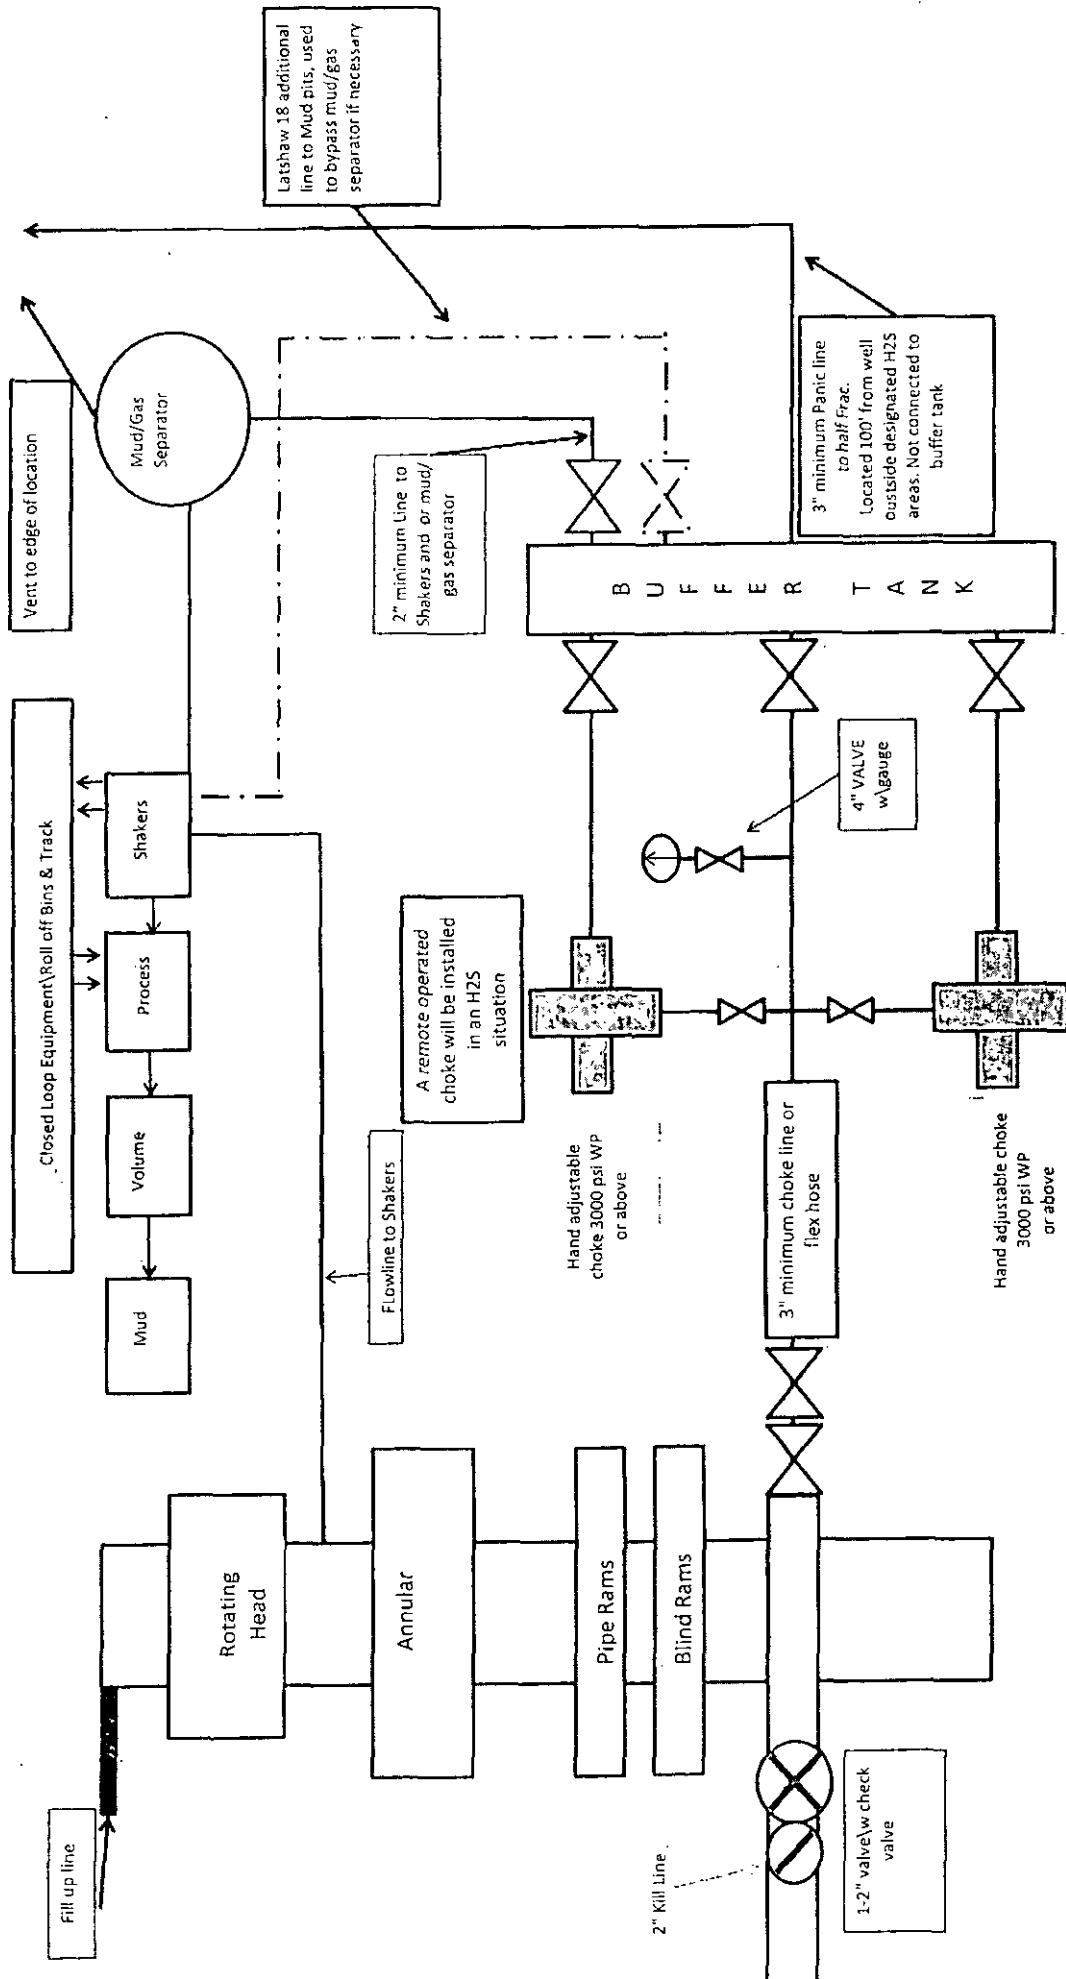 Fill up line
Rotating
Head
Annular
Pipe Rams
Blind Rams
2" Kill Line
1-2" valve\w check
valve
Closed Loop Equipment\Roll off Bins & Track
Mud
Volume
Process
Shakers
Flowline to Shakers
Vent to edge of location
Mud/Gas
Separator
Latshaw 18 additional
line to Mud pits, used
to bypass mud/gas
separator if necessary
2" minimum Line to
Shakers and or mud/
gas separator
A remote operated
choke will be installed
in an H2S
situation
Hand adjustable
choke 3000 psi WP
or above
3" minimum choke line or
flex hose
Hand adjustable choke
3000 psi WP
or above
4" VALVE
w\gauge
BUFFER TANK
3" minimum Panic line
to half Frac.
Located 100' from well
oustside designated H2S
areas. Not connected to
buffer tank